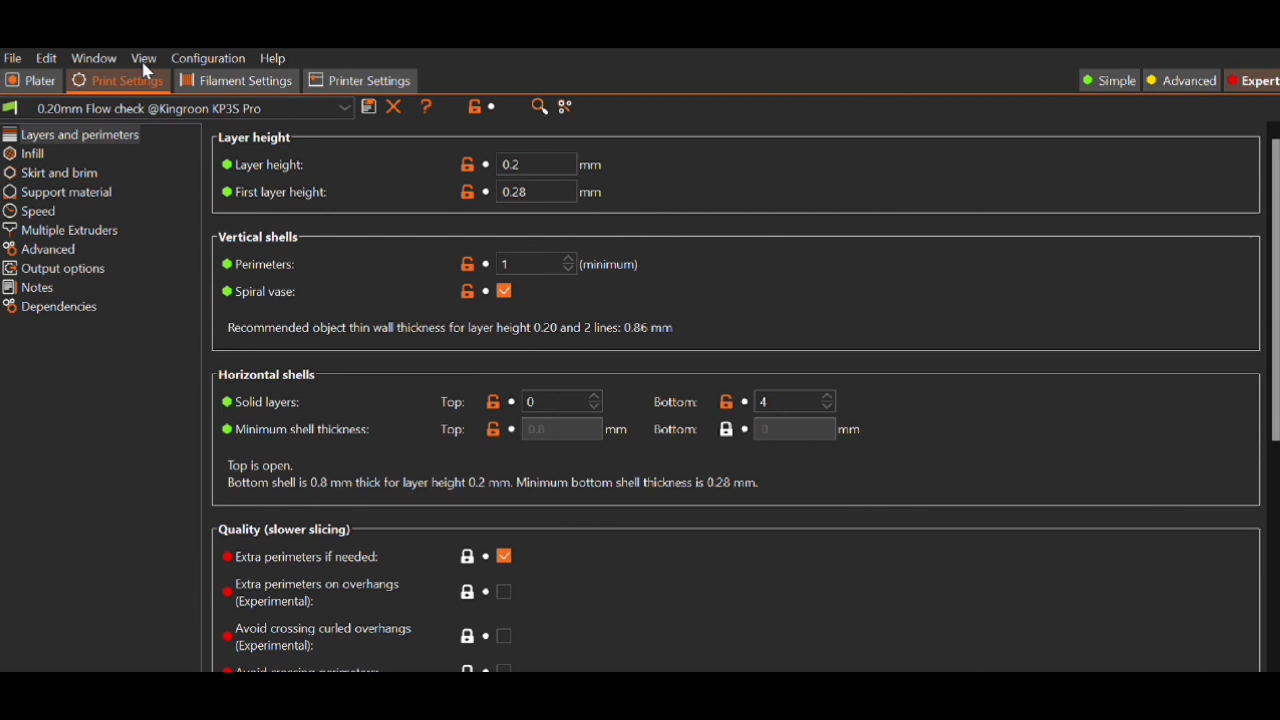 File Edit Window View Configuration Help
Plater Print Settings Filament Settings Printer Settings Simple Advanced Expert
0.20mm Flow check @Kingroon KP3S Pro
Layers and perimeters
Infill
Skirt and brim
Support material
Speed
Multiple Extruders
Advanced
Output options
Notes
Dependencies
Layer height
Layer height: 0.2 mm
First layer height: 0.28 mm
Vertical shells
Perimeters: 1 (minimum)
Spiral vase:
Recommended object thin wall thickness for layer height 0.20 and 2 lines: 0.86 mm
Horizontal shells
Solid layers: Top: 0 Bottom: 4
Minimum shell thickness: Top: 0.8 mm Bottom: 0 mm
Top is open.
Bottom shell is 0.8 mm thick for layer height 0.2 mm. Minimum bottom shell thickness is 0.28 mm.
Quality (slower slicing)
Extra perimeters if needed:
Extra perimeters on overhangs
(Experimental):
Avoid crossing curled overhangs
(Experimental):
Avoid crossing perimeters: